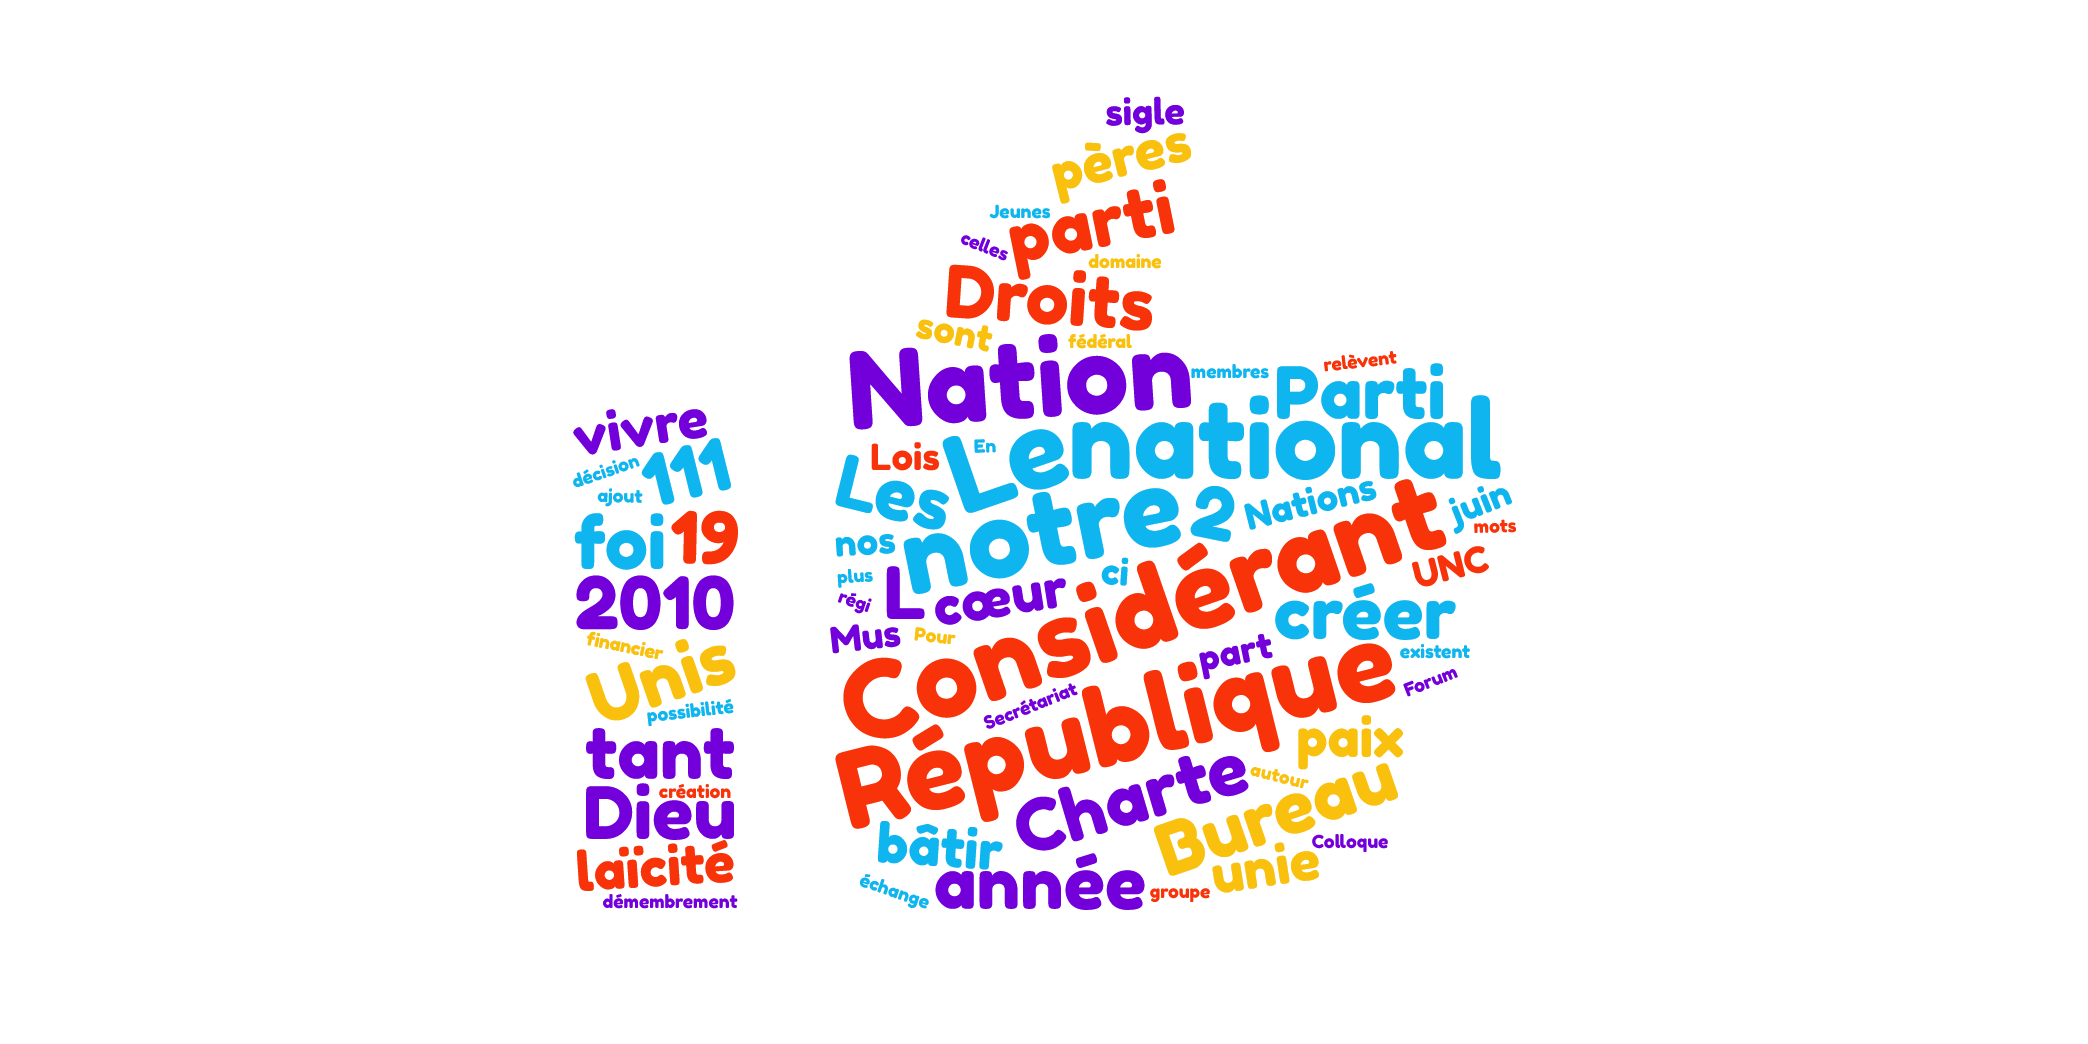 sigle
pères
Jeunes
parti
celles
domaine
Droits
sont
fédéral
Nation
membres
Parti
relèvent
Lois
En
Le
national
Les
notre
2
Nations
juin
mots
nos
plus
régi
L
cœur
ci
Considérant
UNC
créer
Mus
Pour
part
existent
Secrétariat
Forum
République
paix
Charte
autour
Bureau
bâtir
Colloque
unie
échange
année
groupe
vivre
décision
111
ajout
foi
19
2010
financier
Unis
possibilité
tant
création
Dieu
laïcité
démembrement